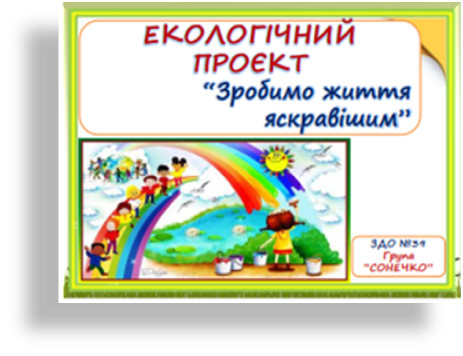 ЕКОЛОГІЧНИЙ
ПРОЄКТ
“Зробимо життя
яскравішим”
ЗДО №39
Група
"СОНЕЧКО"